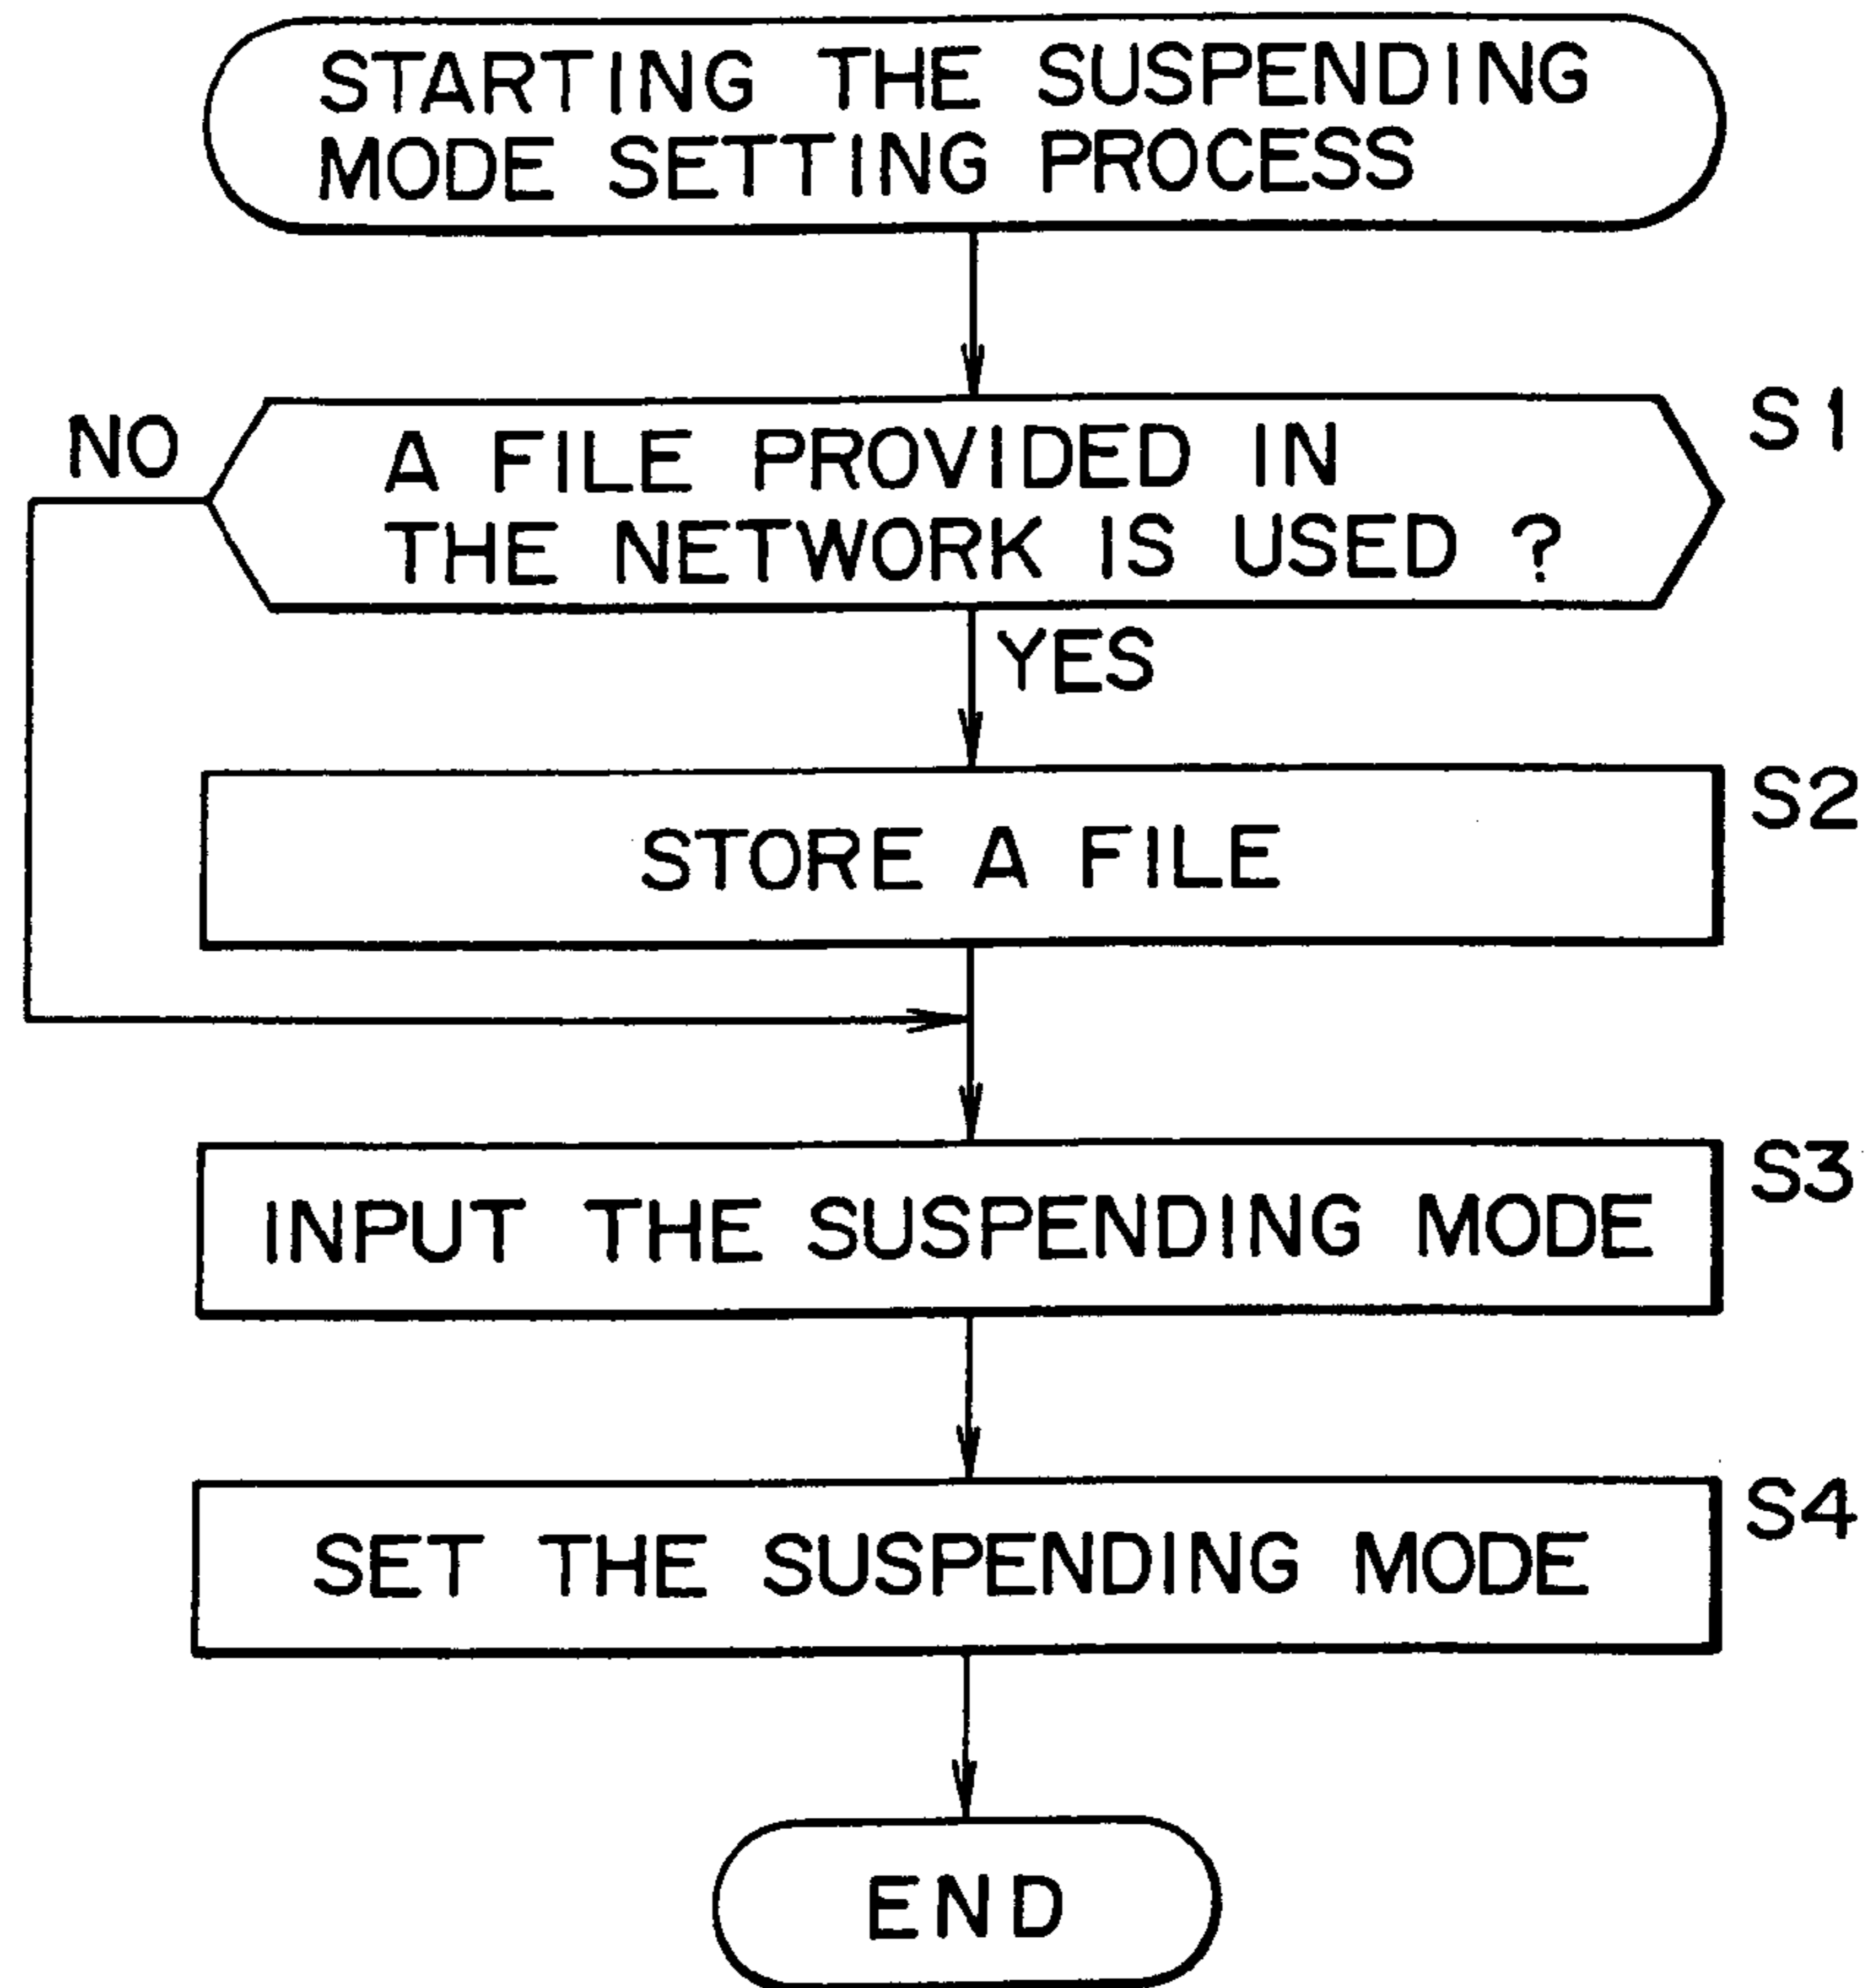 STARTING THE SUSPENDING
MODE SETTING PROCESS
NO
A FILE PROVIDED IN
THE NETWORK IS USED ?
S1
YES
S2
STORE A FILE
S3
INPUT THE SUSPENDING MODE
S4
SET THE SUSPENDING MODE
END